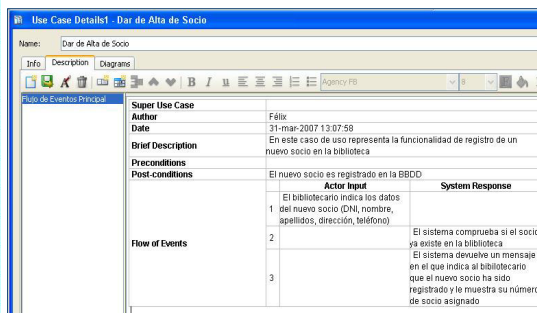 Use Case Details1 - Dar de Alta de Socio
Name: Dar de Alta de Socio
Info Description Diagrams
B I u Agency FB 8
Flujo de Eventos Principal
Super Use Case
Author Félix
Date 31-mar-2007 13:07:58
Brief Description En este caso de uso representa la funcionalidad de registro de un
nuevo socio en la biblioteca
Preconditions
Post-conditions El nuevo socio es registrado en la BBDD
Flow of Events
Actor Input System Response
1 El bibliotecario indica los datos
del nuevo socio (DNI, nombre,
apellidos, dirección, teléfono)
2 El sistema comprueba si el socio
ya existe en la bliblioteca
3 El sistema devuelve un mensaje
en el que indica al bibilotecario
que el nuevo socio ha sido
registrado y le muestra su número
de socio asignado